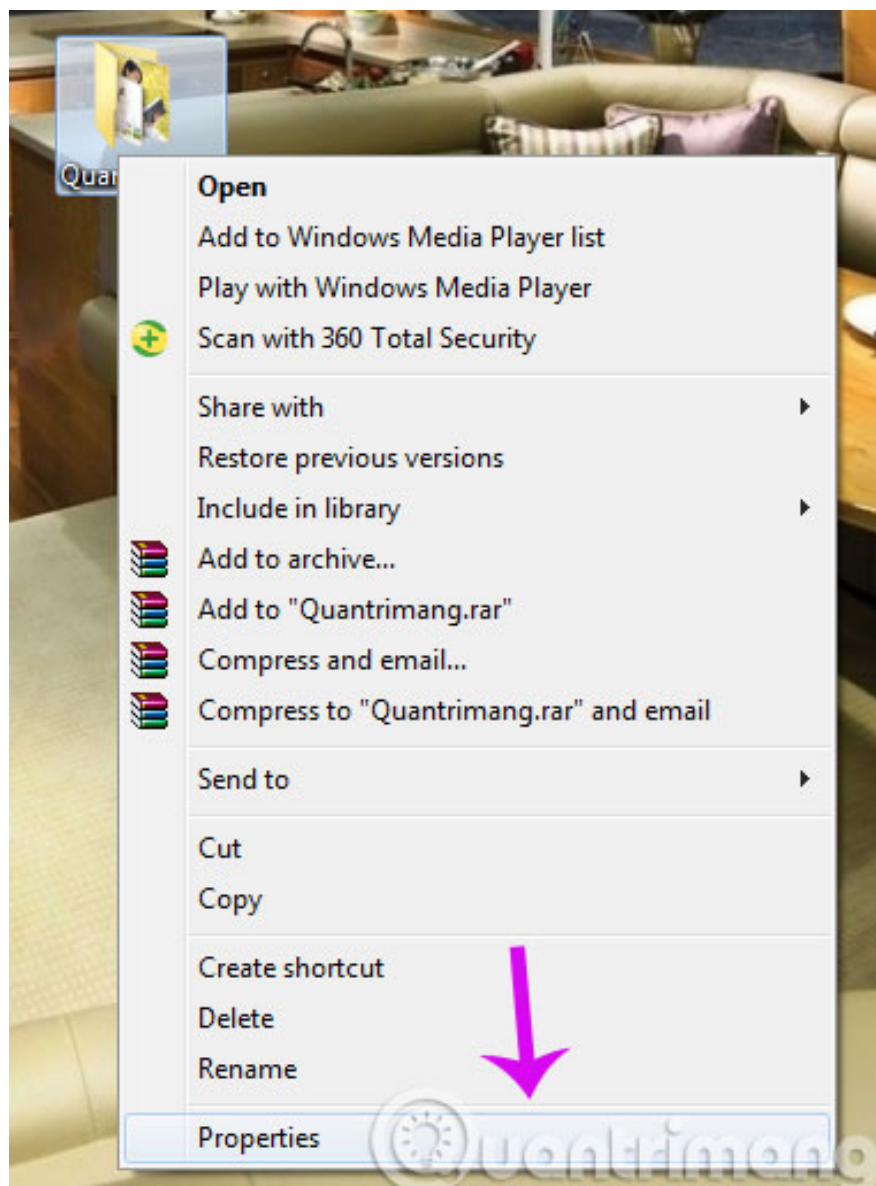 Quar
Open
Add to Windows Media Player list
Play with Windows Media Player
Scan with 360 Total Security
Share with
Restore previous versions
Include in library
Add to archive...
Add to "Quantrimang.rar"
Compress and email...
Compress to "Quantrimang.rar" and email
Send to
Cut
Copy
Create shortcut
Delete
Rename
Properties
Quantrimang